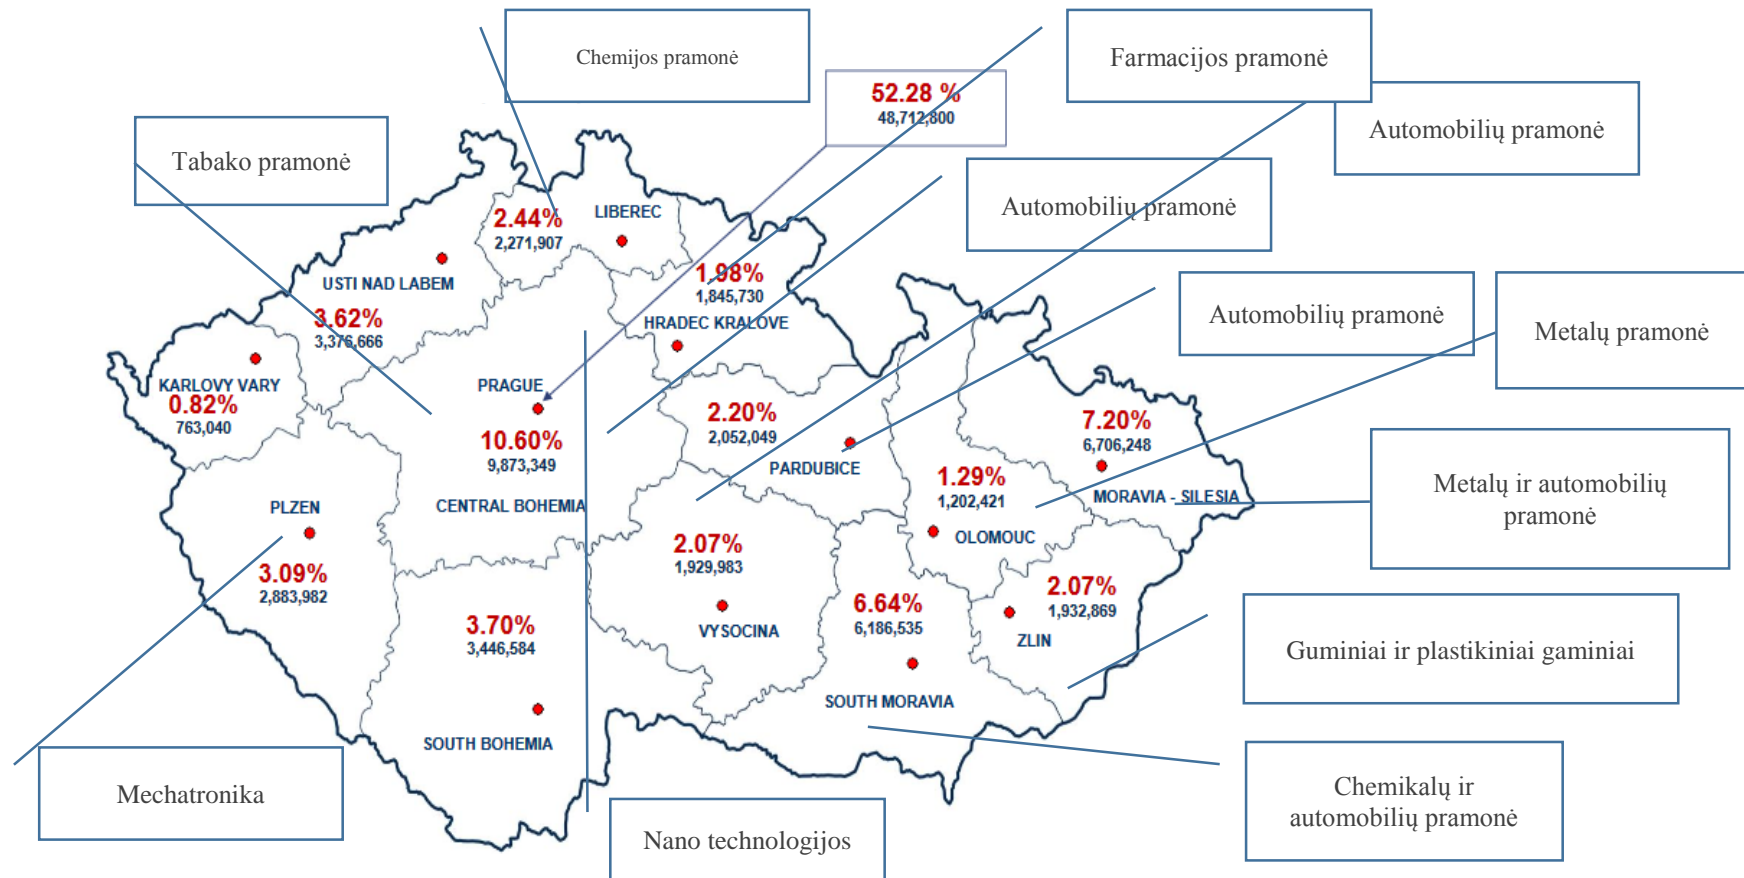 Chemijos pramonė
Farmacijos pramonė
52.28 %
48,712,800
Automobilių pramonė
Tabako pramonė
Automobilių pramonė
2.44%
2,271,907
LIBEREC
USTI NAD LABEM
3.62%
3,376,666
1.98%
1,845,730
HRADEC KRALOVE
Automobilių pramonė
Metalų pramonė
KARLOVY VARY
0.82%
763,040
PRAGUE
10.60%
9,873,349
CENTRAL BOHEMIA
2.20%
2,052,049
PARDUBICE
7.20%
6,706,248
MORAVIA - SILESIA
1.29%
1,202,421
OLOMOUC
Metalų ir automobilių
pramonė
PLZEN
3.09%
2,883,982
2.07%
1,929,983
VYSOCINA
2.07%
1,932,869
ZLIN
3.70%
3,446,584
SOUTH BOHEMIA
6.64%
6,186,535
SOUTH MORAVIA
Guminiai ir plastikiniai gaminiai
Mechatronika
Nano technologijos
Chemikalų ir
automobilių pramonė